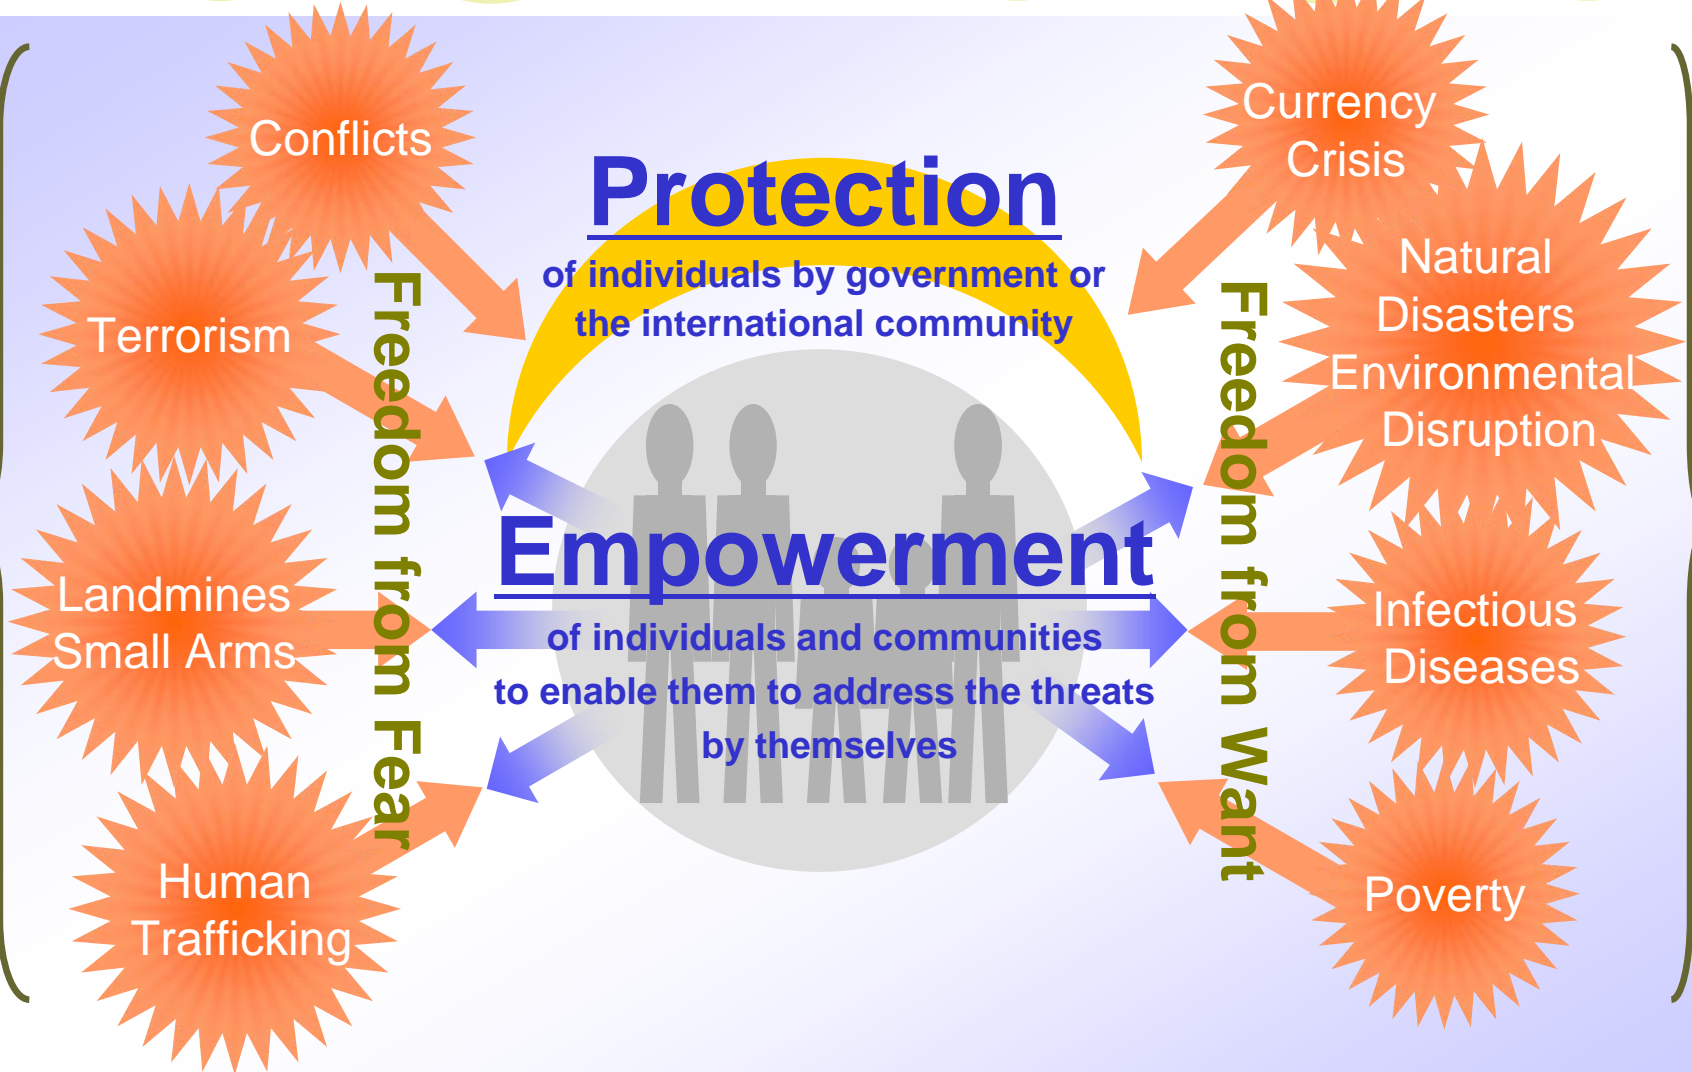 Conflicts
Terrorism
Landmines
Small Arms
Human
Trafficking
Freedom from Fear
Protection
of individuals by government or
the international community
Empowerment
of individuals and communities
to enable them to address the threats
by themselves
Freedom from Want
Currency
Crisis
Natural
Disasters
Environmental
Disruption
Infectious
Diseases
Poverty